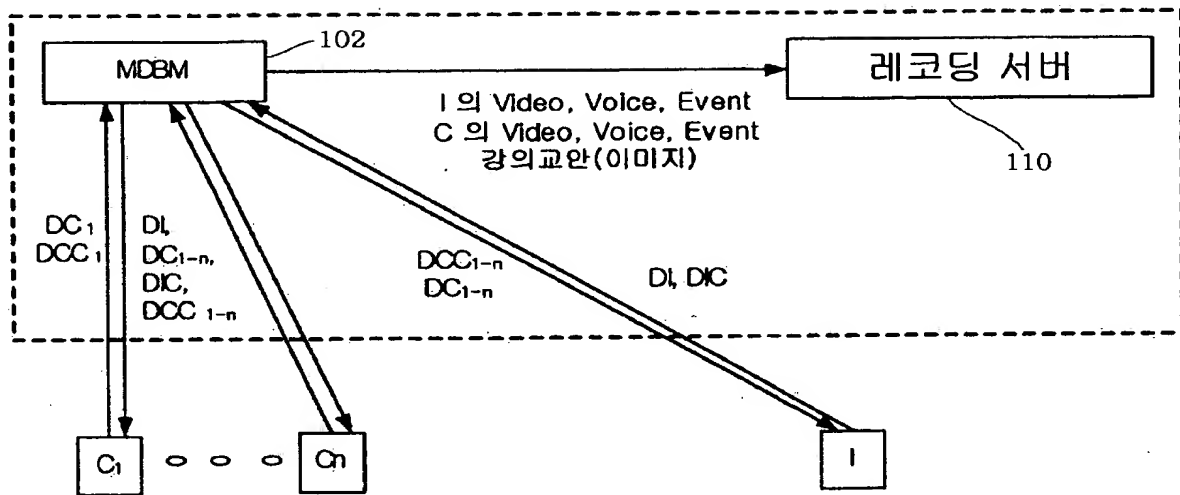 MDBM
102
레코딩 서버
110
I 의 Video, Voice, Event
C 의 Video, Voice, Event
강의교안(이미지)
DC1
DCC1
DI,
DC1-n,
DIC,
DCC 1-n
DCC1-n
DC1-n
DI, DIC
C1
Cn
I